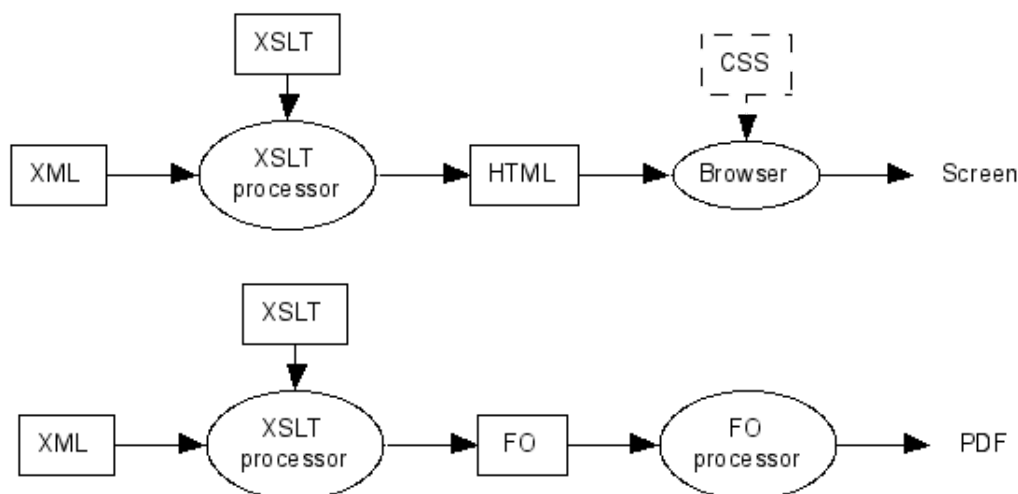 XSLT
CSS
XML
XSLT
processor
HTML
Browser
Screen
XSLT
XML
XSLT
processor
FO
FO
processor
PDF